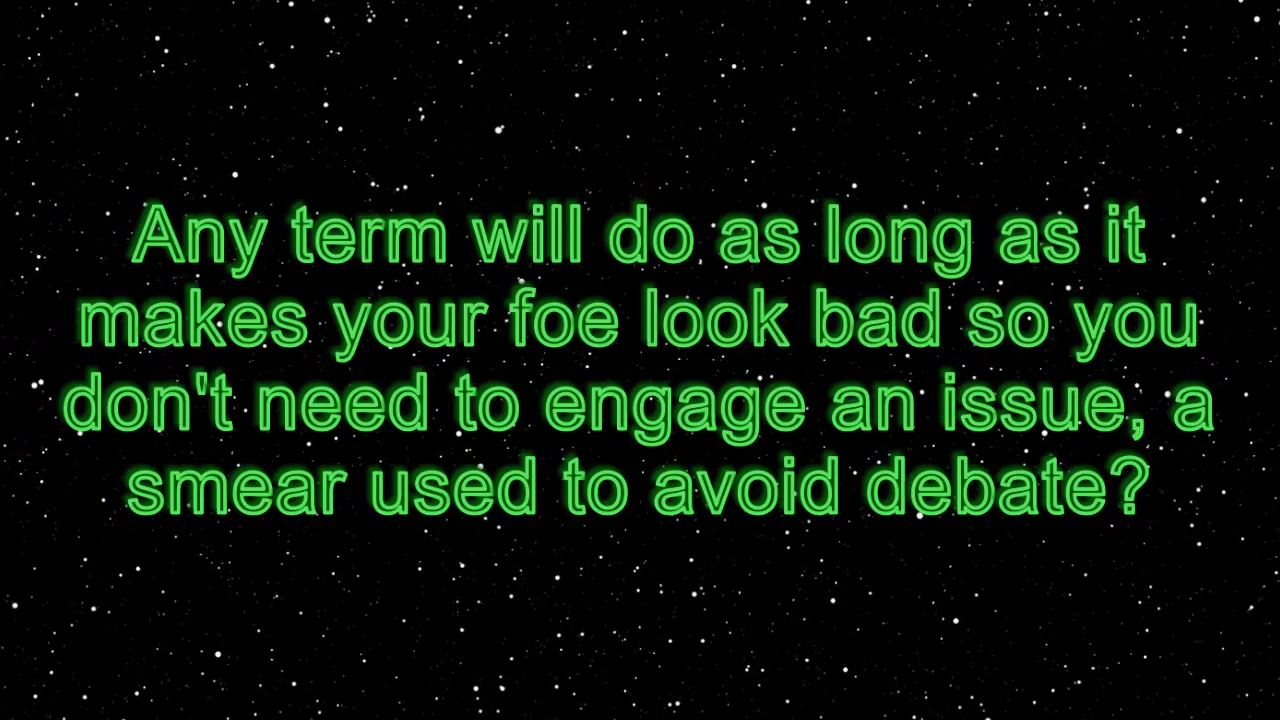 Any term will do as long as it
makes your foe look bad so you
don't need to engage an issue, a
smear used to avoid debate?